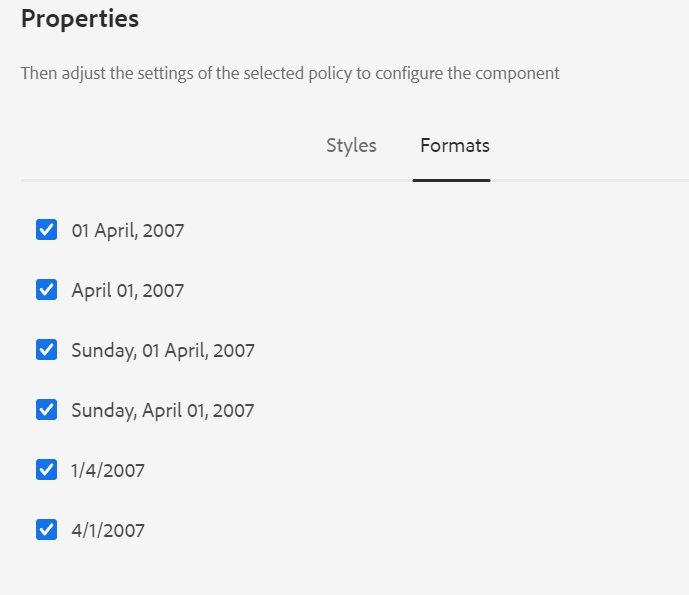 Properties
Then adjust the settings of the selected policy to configure the component
Styles Formats
01 April, 2007
April 01, 2007
Sunday, 01 April, 2007
Sunday, April 01, 2007
1/4/2007
4/1/2007